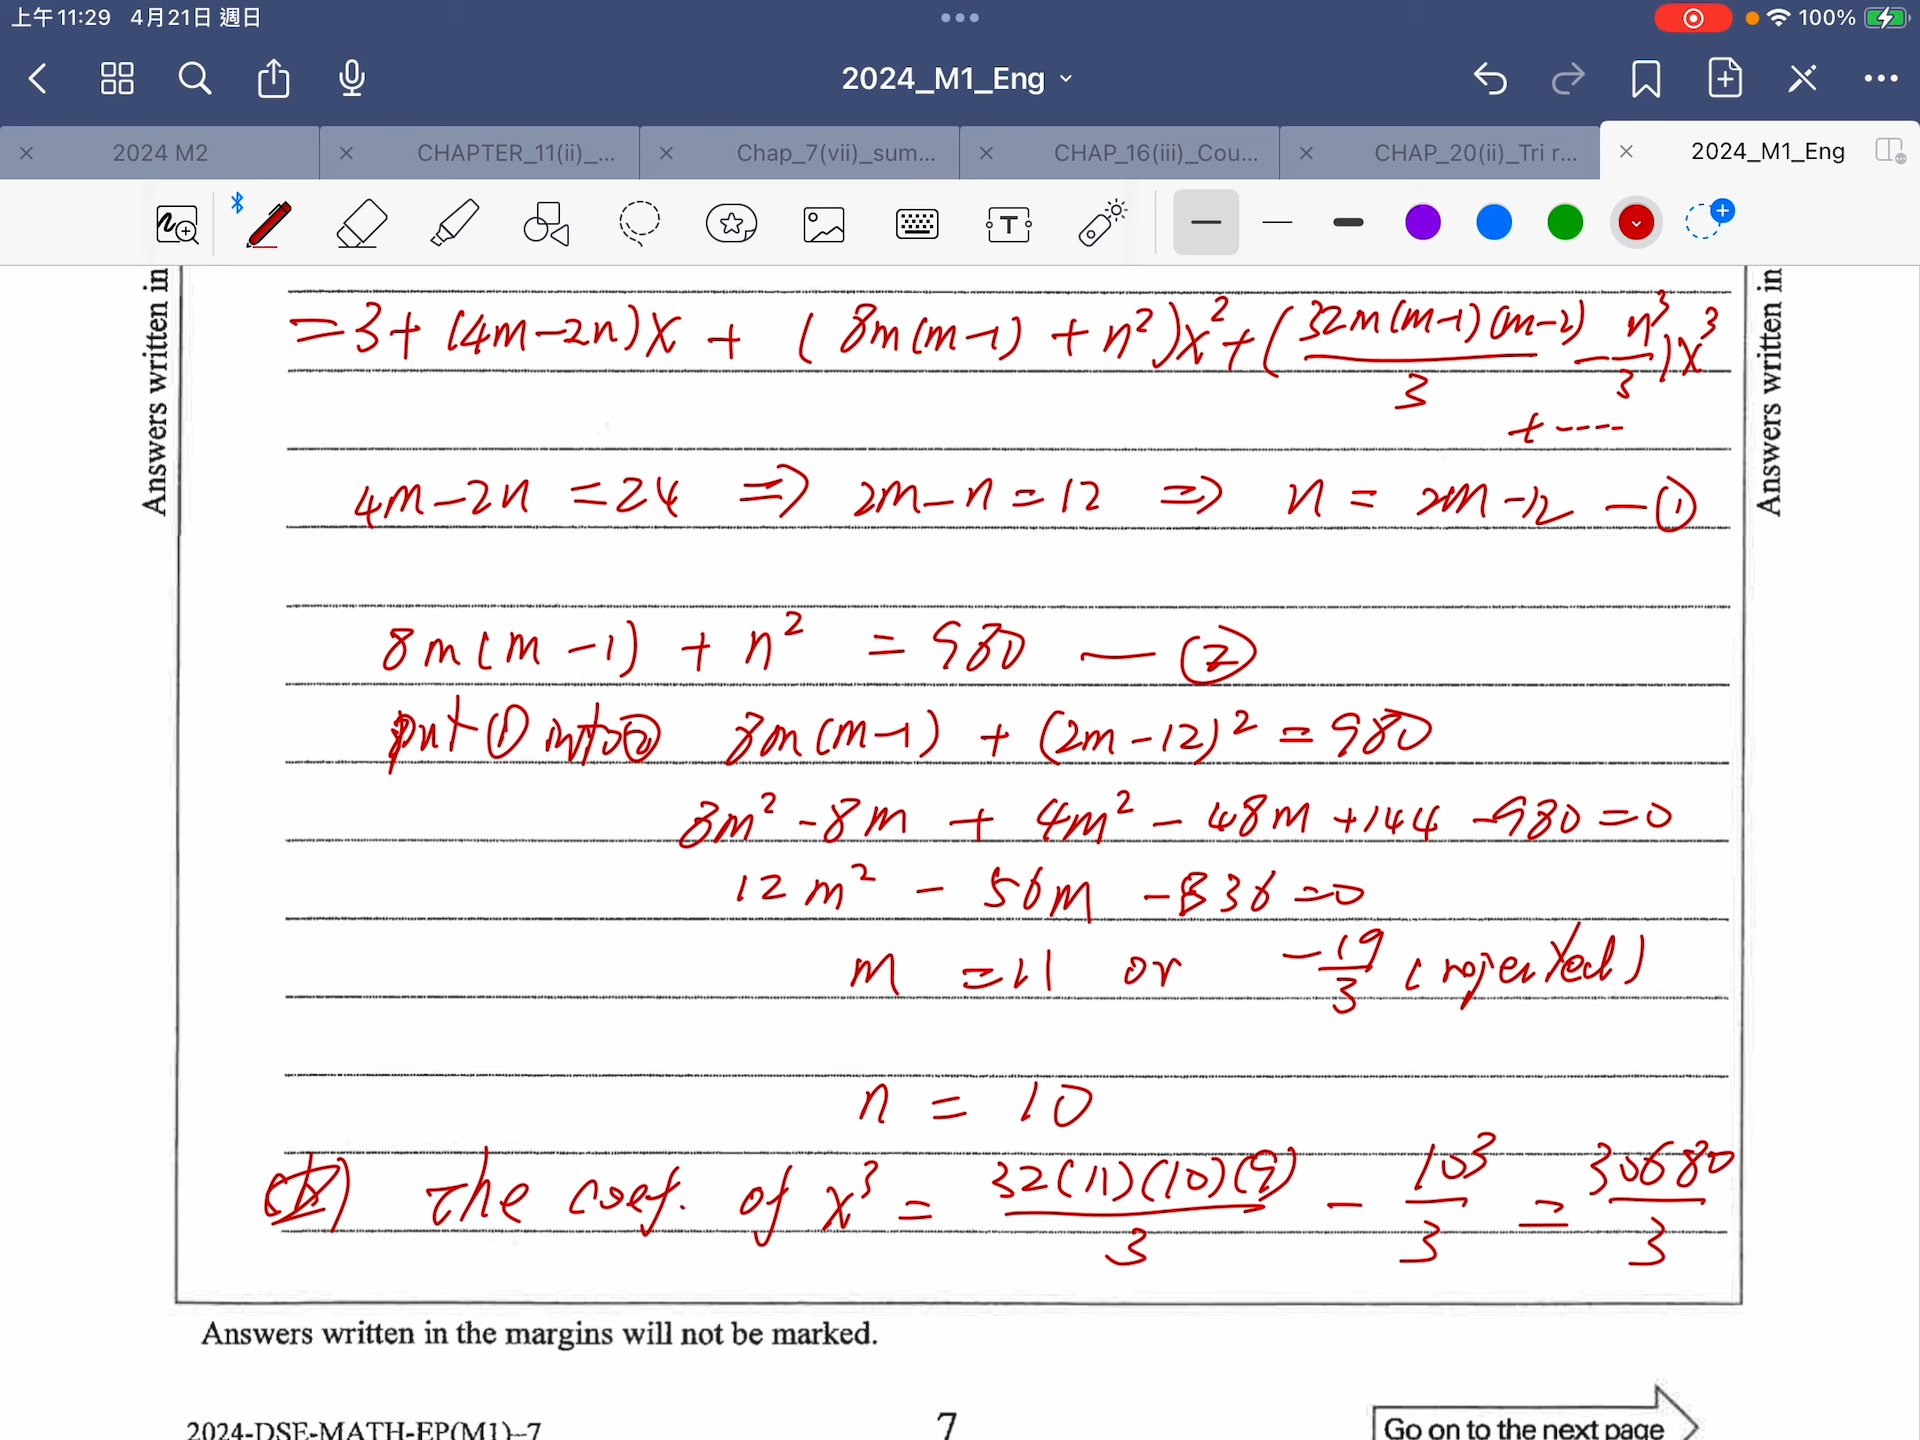 上午11:29 4月21日 週日
100%
2024_M1_Eng
2024 M2
CHAPTER_11(ii)_...
Chap_7(vii)_sum...
CHAP_16(iii)_Cou...
CHAP_20(ii)_Tri r...
2024_M1_Eng
Answers written in
Answers written in
= 3 + (4m-2n)x + (8m(m-1) + n²)x² + (32m(m-1)(m-2)/3 - n³/3)x³
+ ----
4m-2n = 24 ⇒ 2m-n = 12 ⇒ n = 2m-12 —①
8m(m-1) + n² = 980 —②
put ① into ② 8m(m-1) + (2m-12)² = 980
8m² - 8m + 4m² - 48m + 144 - 980 = 0
12m² - 56m - 836 = 0
m = 11 or -19/3 (rejected)
n = 10
(b) The coef. of x³ = 32(11)(10)(9)/3 - 10³/3 = 30680/3
Answers written in the margins will not be marked.
2024-DSE-MATH-EP(M1)–7
7
Go on to the next page